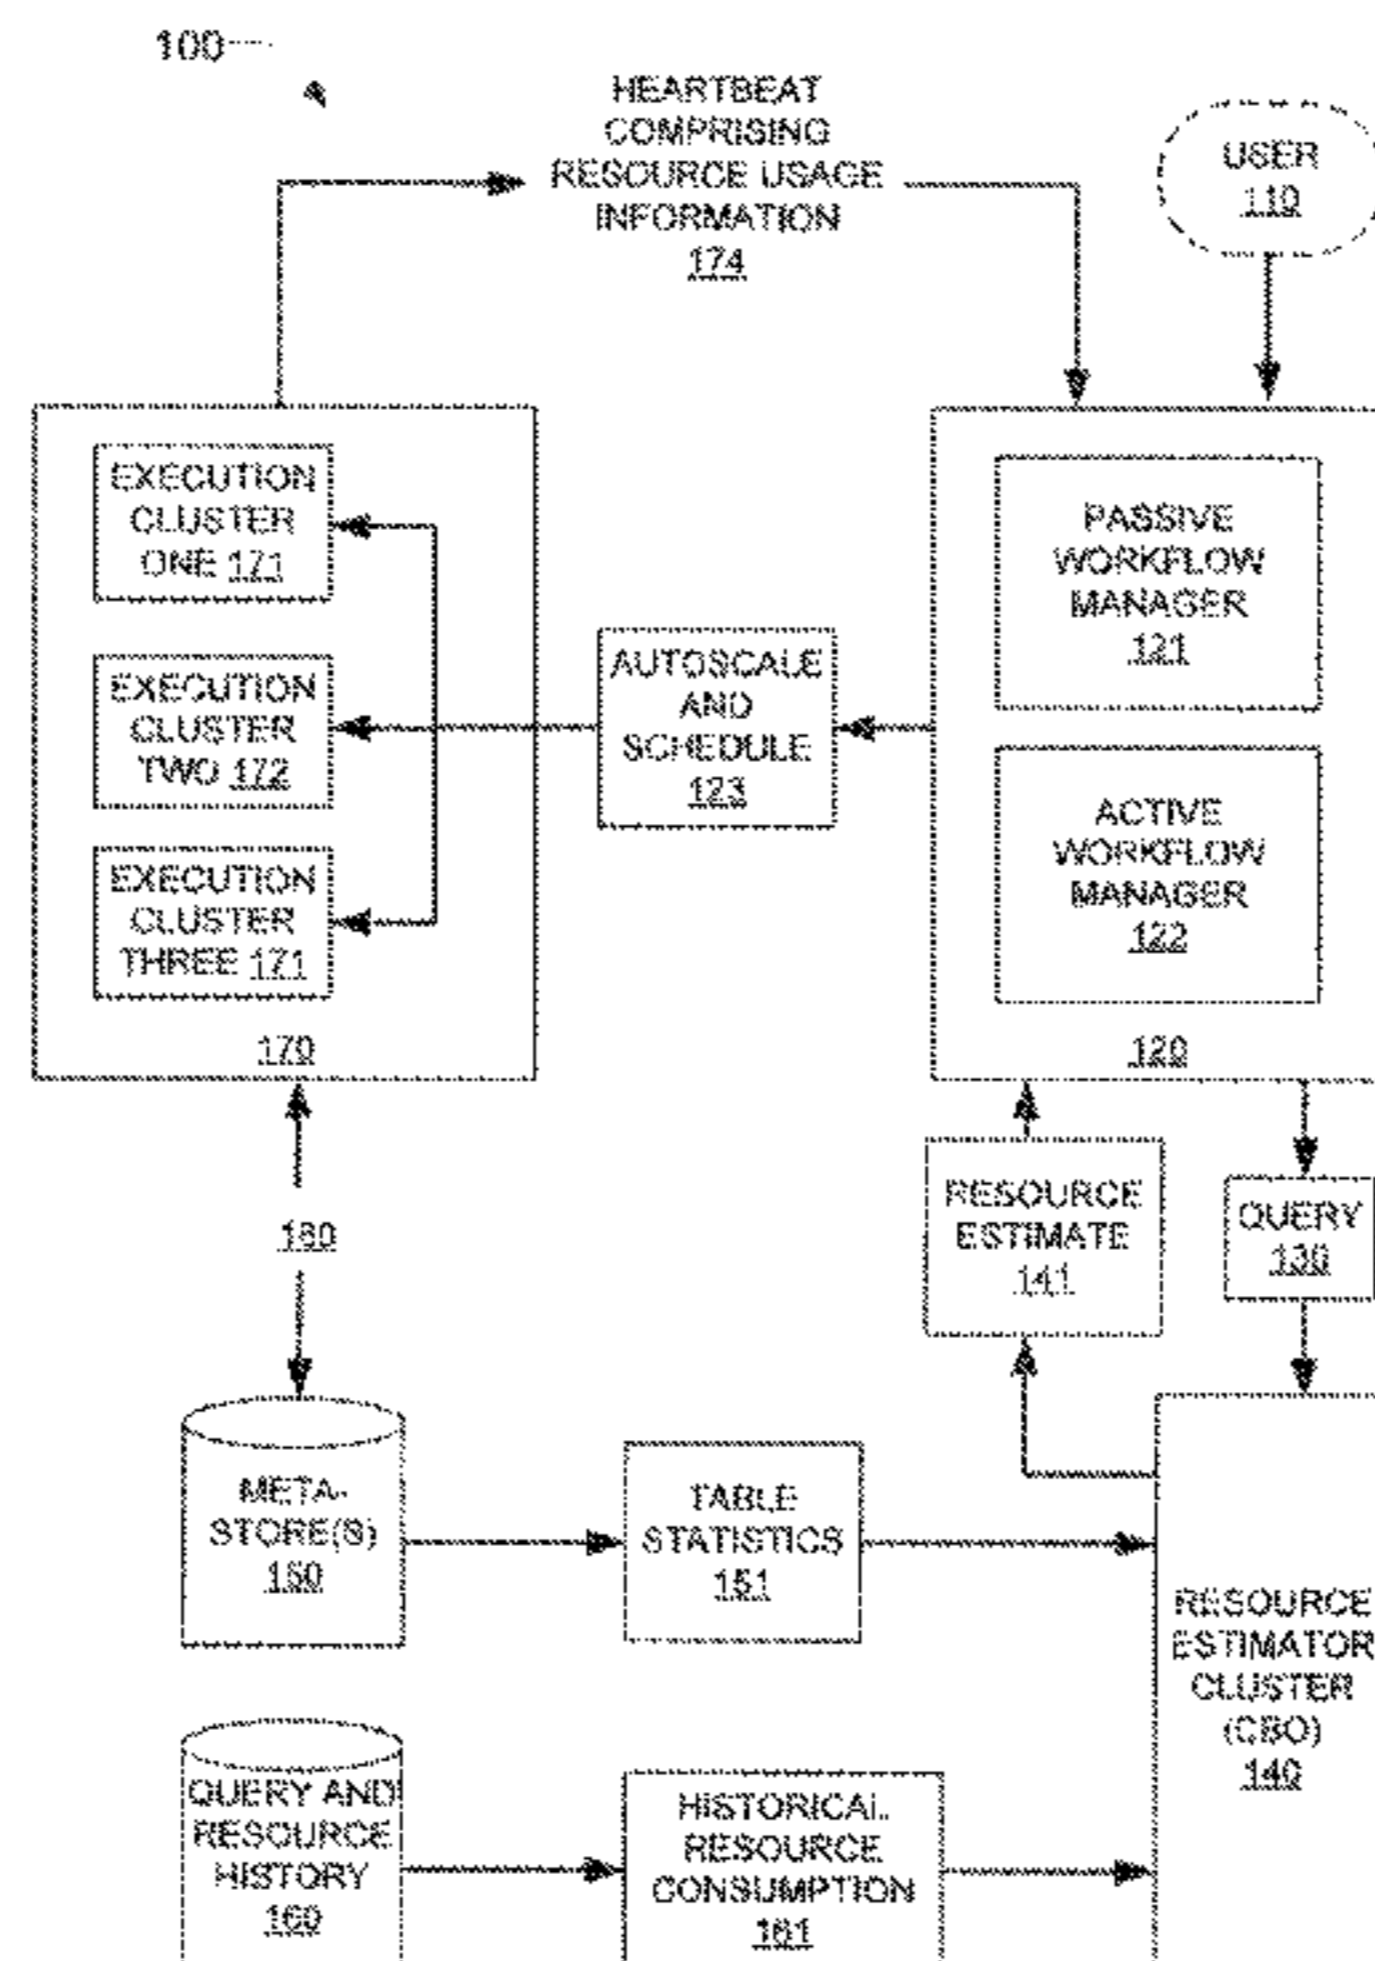 100
HEARTBEAT
COMPRISING
RESOURCE USAGE
INFORMATION
174
USER
110
EXECUTION
CLUSTER
ONE 171
EXECUTION
CLUSTER
TWO 172
EXECUTION
CLUSTER
THREE 171
170
AUTOSCALE
AND
SCHEDULE
123
PASSIVE
WORKFLOW
MANAGER
121
ACTIVE
WORKFLOW
MANAGER
122
120
RESOURCE
ESTIMATE
141
QUERY
130
META-
STORE(S)
150
TABLE
STATISTICS
151
RESOURCE
ESTIMATOR
CLUSTER
(CBO)
140
QUERY AND
RESOURCE
HISTORY
160
HISTORICAL
RESOURCE
CONSUMPTION
161